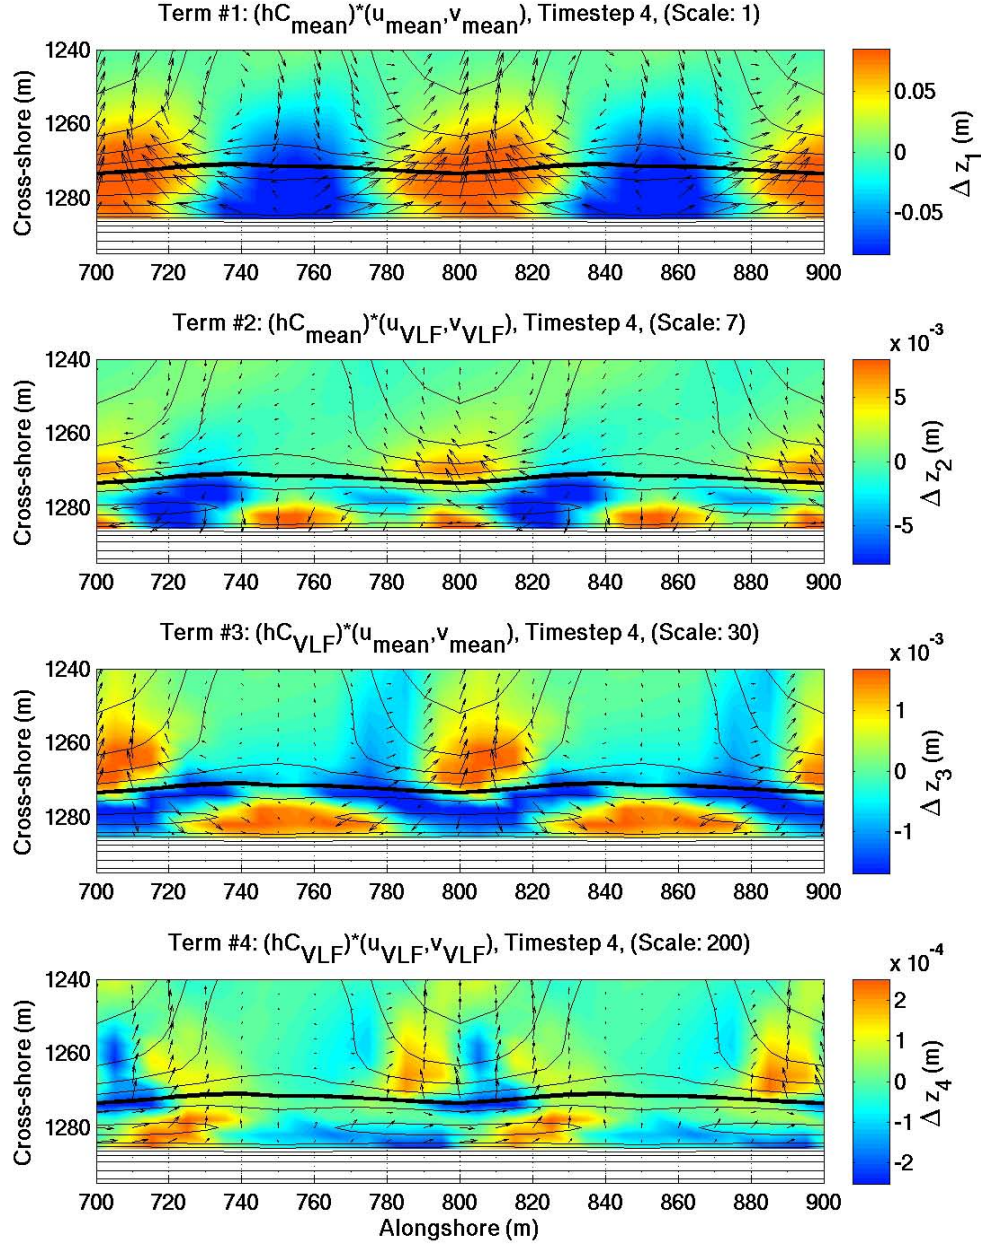 Term #1: (hC_mean)*(u_mean,v_mean), Timestep 4, (Scale: 1)
1240
1260
1280
Cross-shore (m)
700 720 740 760 780 800 820 840 860 880 900
0.05
0
-0.05
Δ z_1 (m)
Term #2: (hC_mean)*(u_VLF,v_VLF), Timestep 4, (Scale: 7)
1240
1260
1280
Cross-shore (m)
700 720 740 760 780 800 820 840 860 880 900
x 10^-3
5
0
-5
Δ z_2 (m)
Term #3: (hC_VLF)*(u_mean,v_mean), Timestep 4, (Scale: 30)
1240
1260
1280
Cross-shore (m)
700 720 740 760 780 800 820 840 860 880 900
x 10^-3
1
0
-1
Δ z_3 (m)
Term #4: (hC_VLF)*(u_VLF,v_VLF), Timestep 4, (Scale: 200)
1240
1260
1280
Cross-shore (m)
700 720 740 760 780 800 820 840 860 880 900
Alongshore (m)
x 10^-4
2
1
0
-1
-2
Δ z_4 (m)